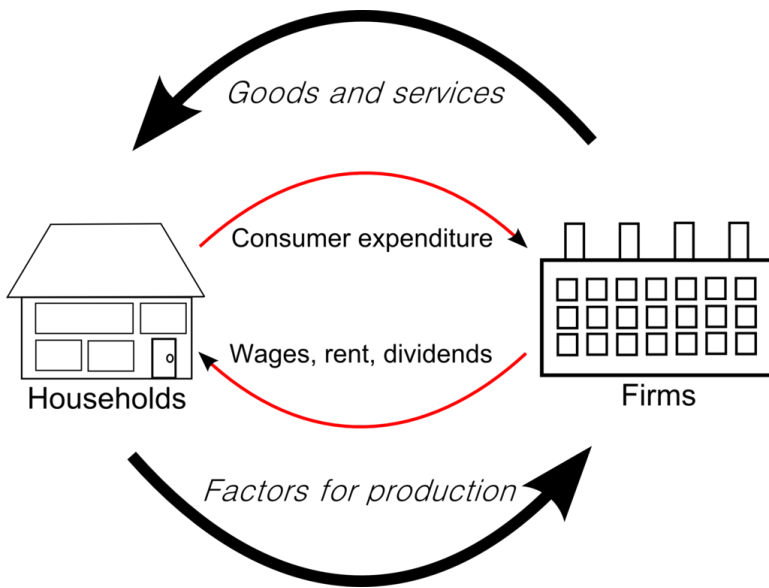 Goods and services
Consumer expenditure
Wages, rent, dividends
Households
Firms
Factors for production